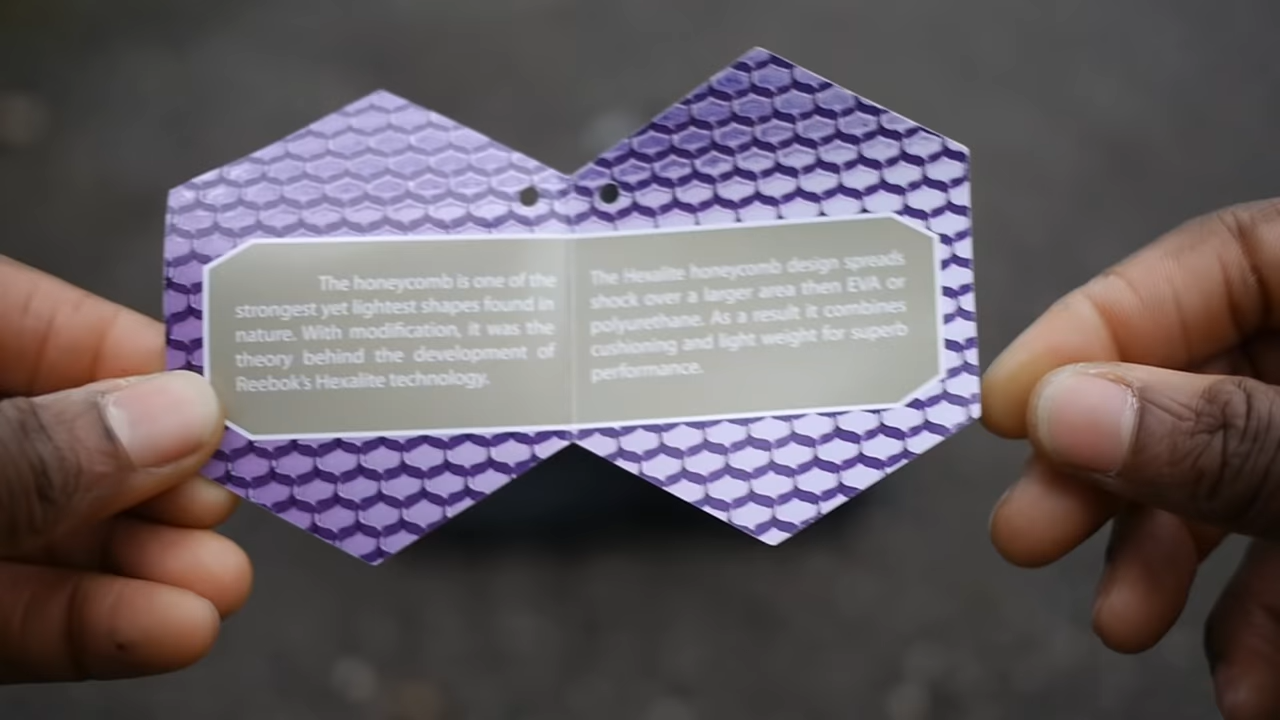 The honeycomb is one of the
strongest yet lightest shapes found in
nature. With modification, it was the
theory behind the development of
Reebok's Hexalite technology.
The Hexalite honeycomb design spreads
shock over a larger area then EVA or
polyurethane. As a result it combines
cushioning and light weight for superb
performance.